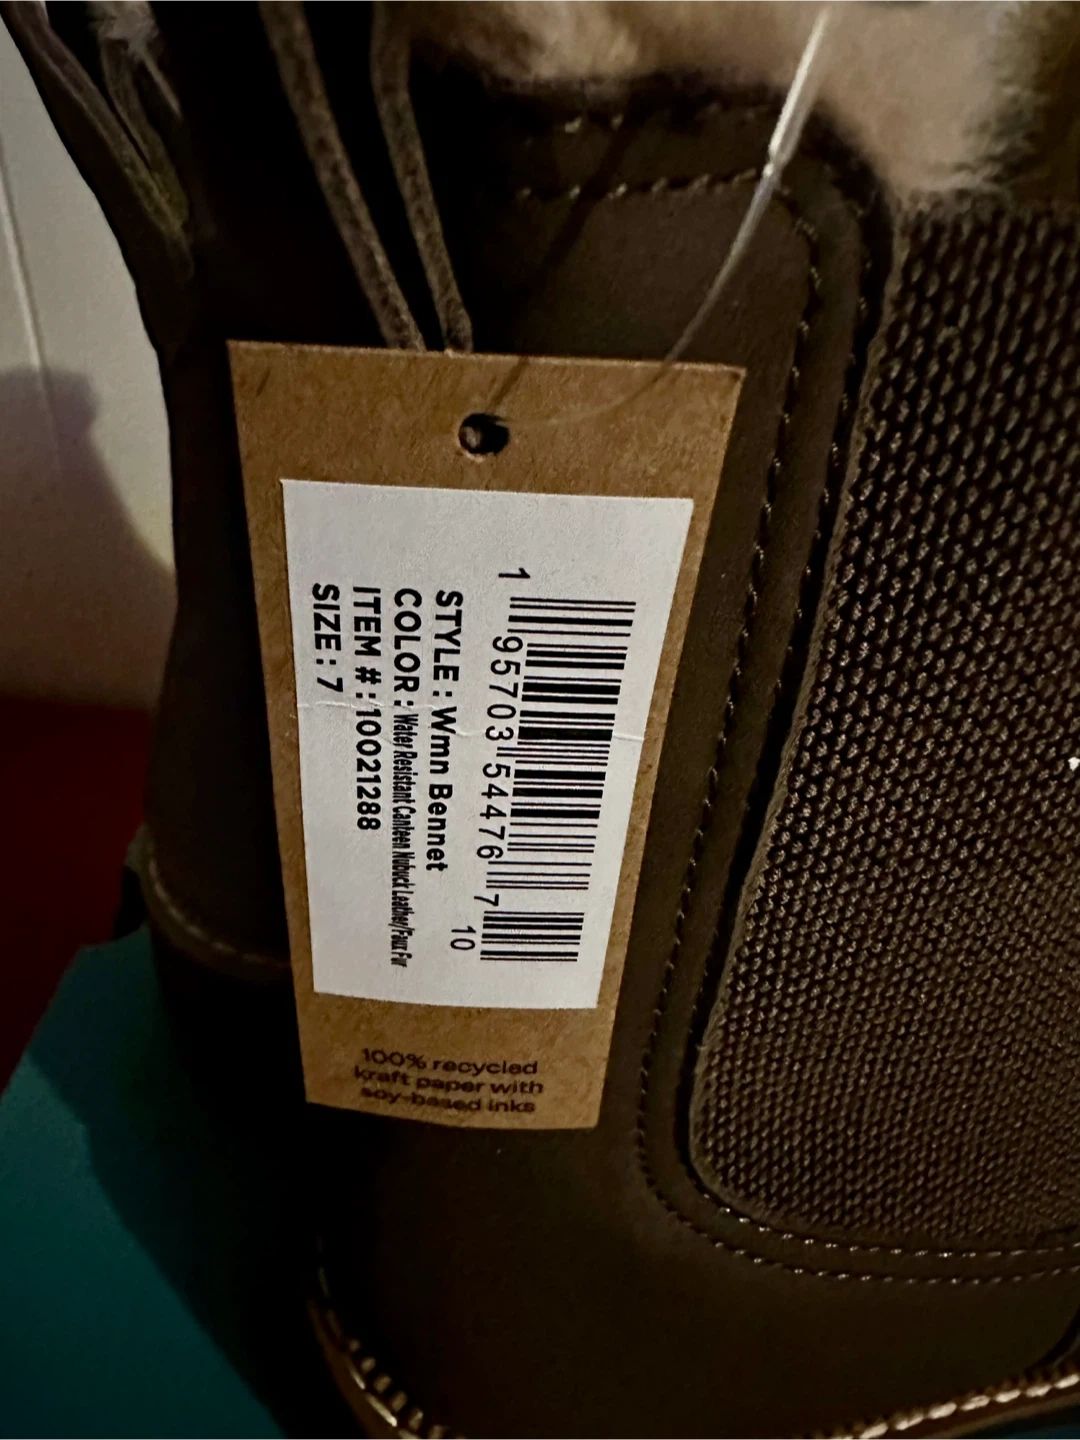 1 95703 54476 7 10
STYLE : Wmn Bennet
COLOR : Water Resistant Canteen Nubuck Leather/Faux Fur
ITEM # : 10021288
SIZE : 7
100% recycled
kraft paper with
soy-based inks